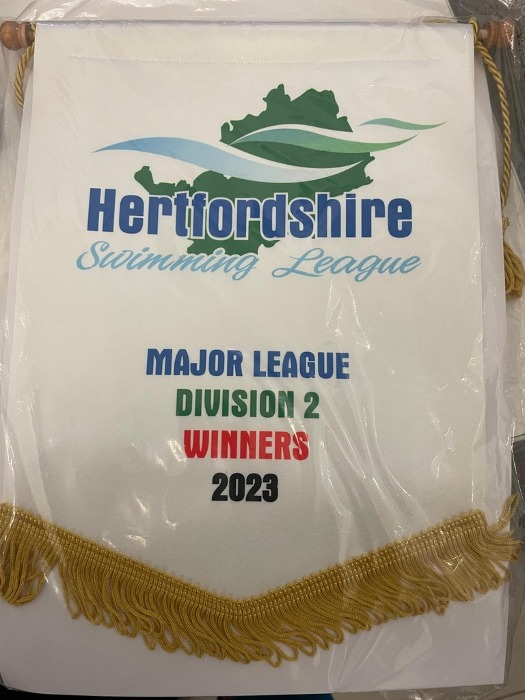 Hertfordshire
Swimming League
MAJOR LEAGUE
DIVISION 2
WINNERS
2023